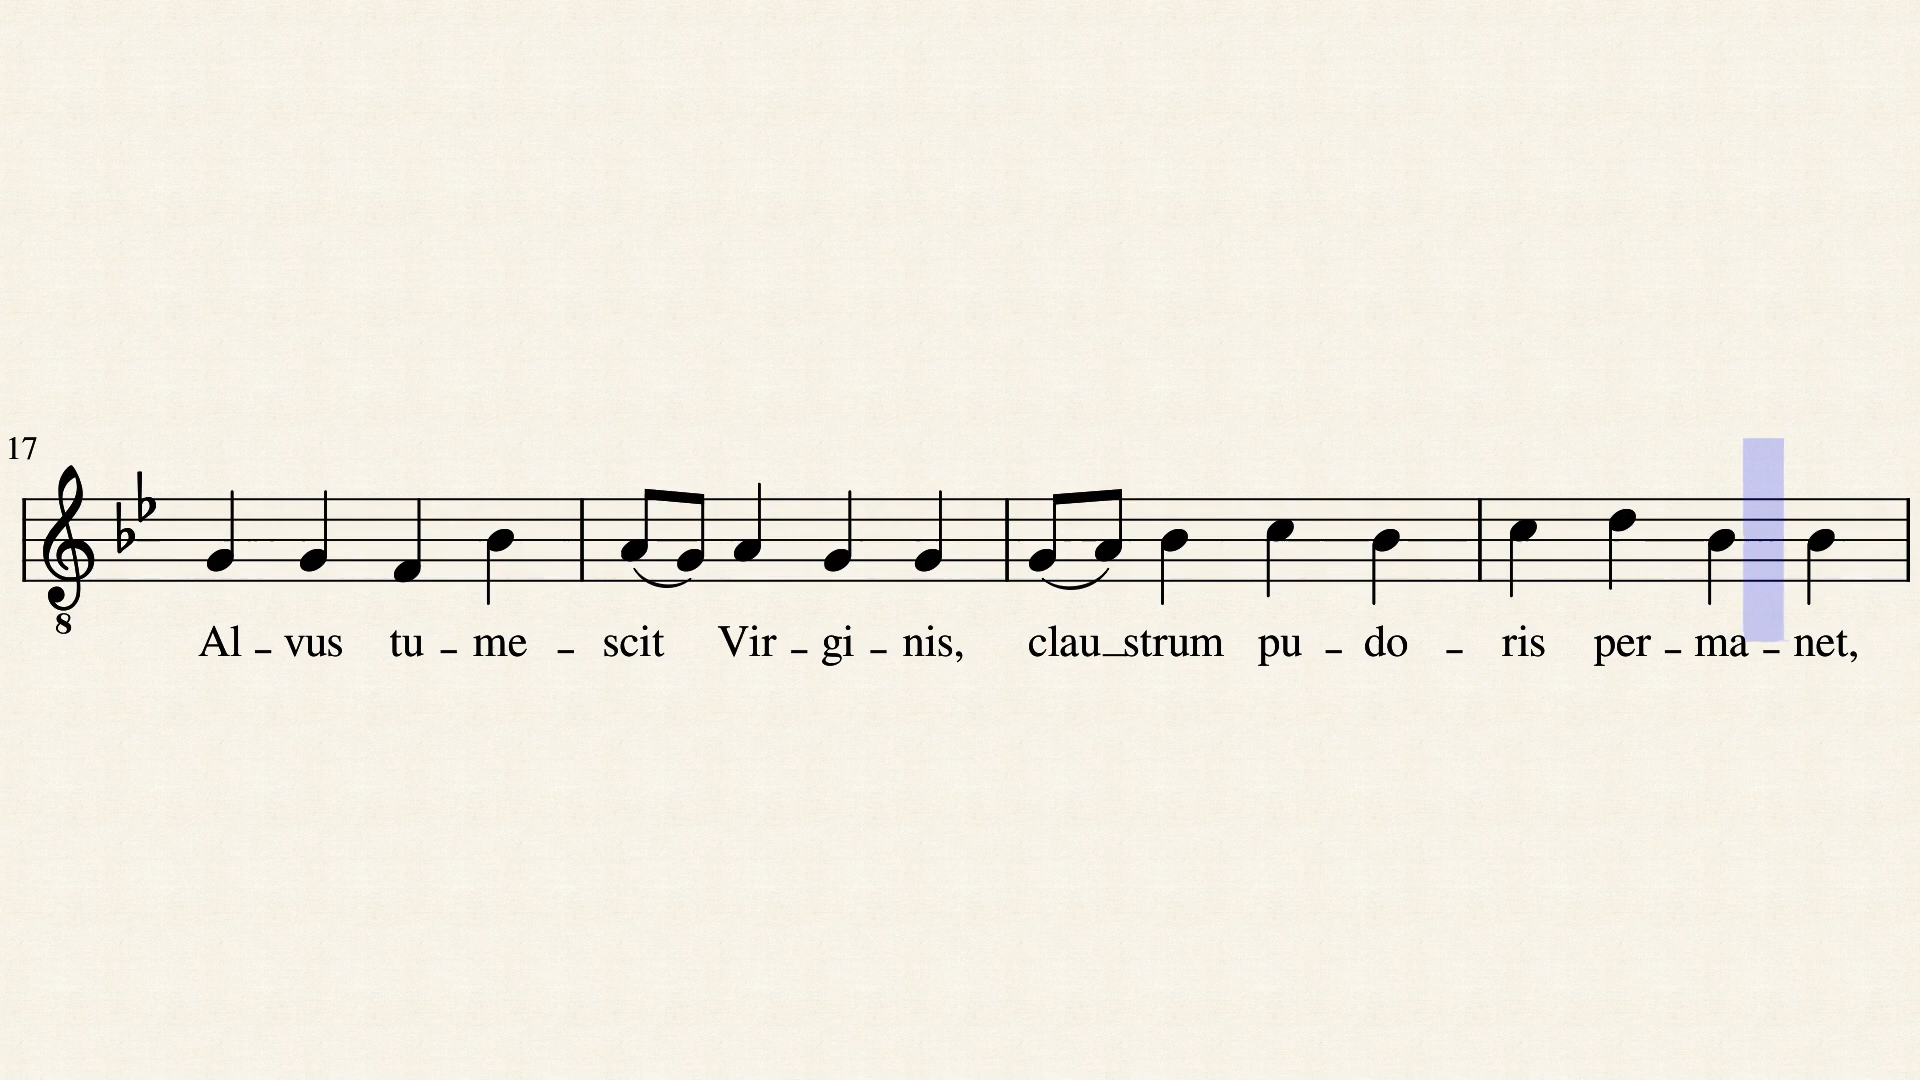 17
8
Al - vus tu - me - scit Vir - gi - nis, clau_strum pu - do - ris per - ma - net,